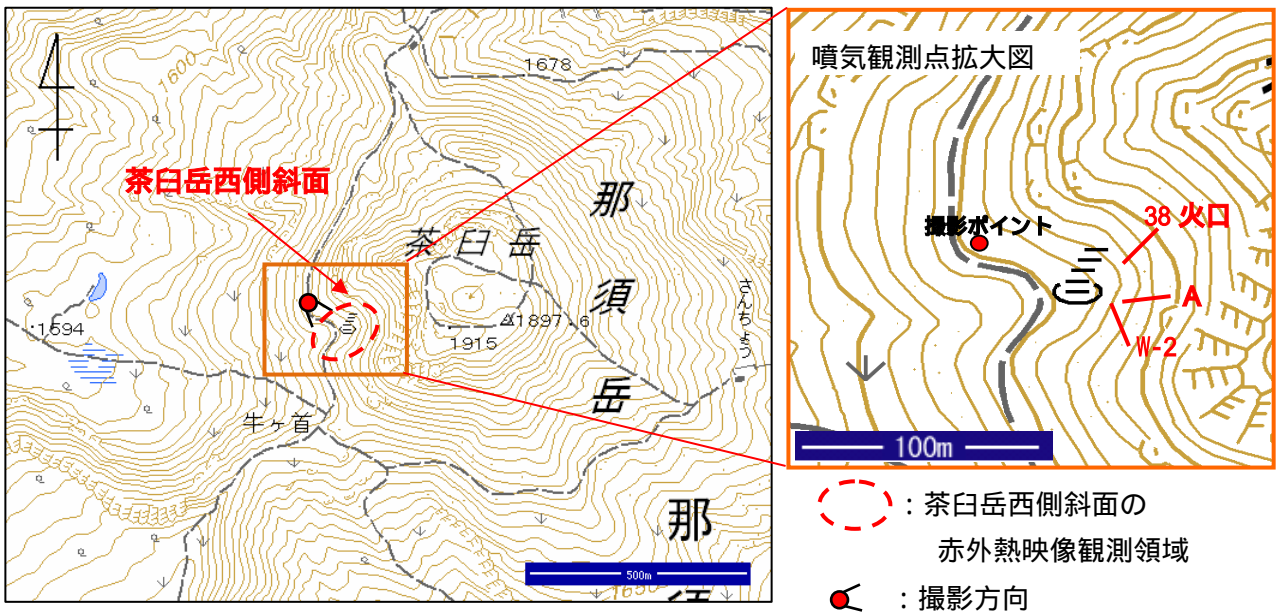 1600
1678
茶臼岳西側斜面
那
茶臼岳
須
さんちょう
1897.6
・1594
・1915
岳
牛ヶ首
那
500m
1650
噴気観測点拡大図
38 火口
撮影ポイント
A
W-2
100m
：茶臼岳西側斜面の
赤外熱映像観測領域
：撮影方向